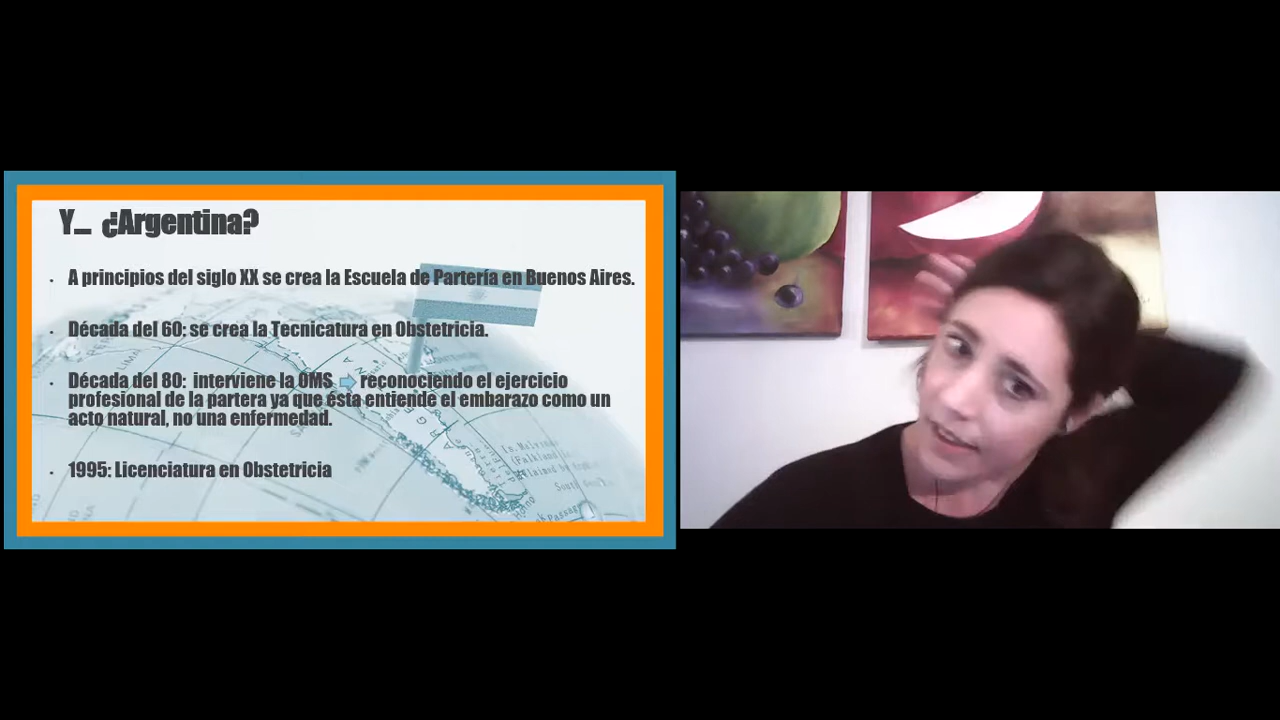 Y... ¿Argentina?
A principios del siglo XX se crea la Escuela de Partería en Buenos Aires.
Década del 60: se crea la Tecnicatura en Obstetricia.
Década del 80: interviene la OMS reconociendo el ejercicio
profesional de la partera ya que ésta entiende el embarazo como un
acto natural, no una enfermedad.
1995: Licenciatura en Obstetricia